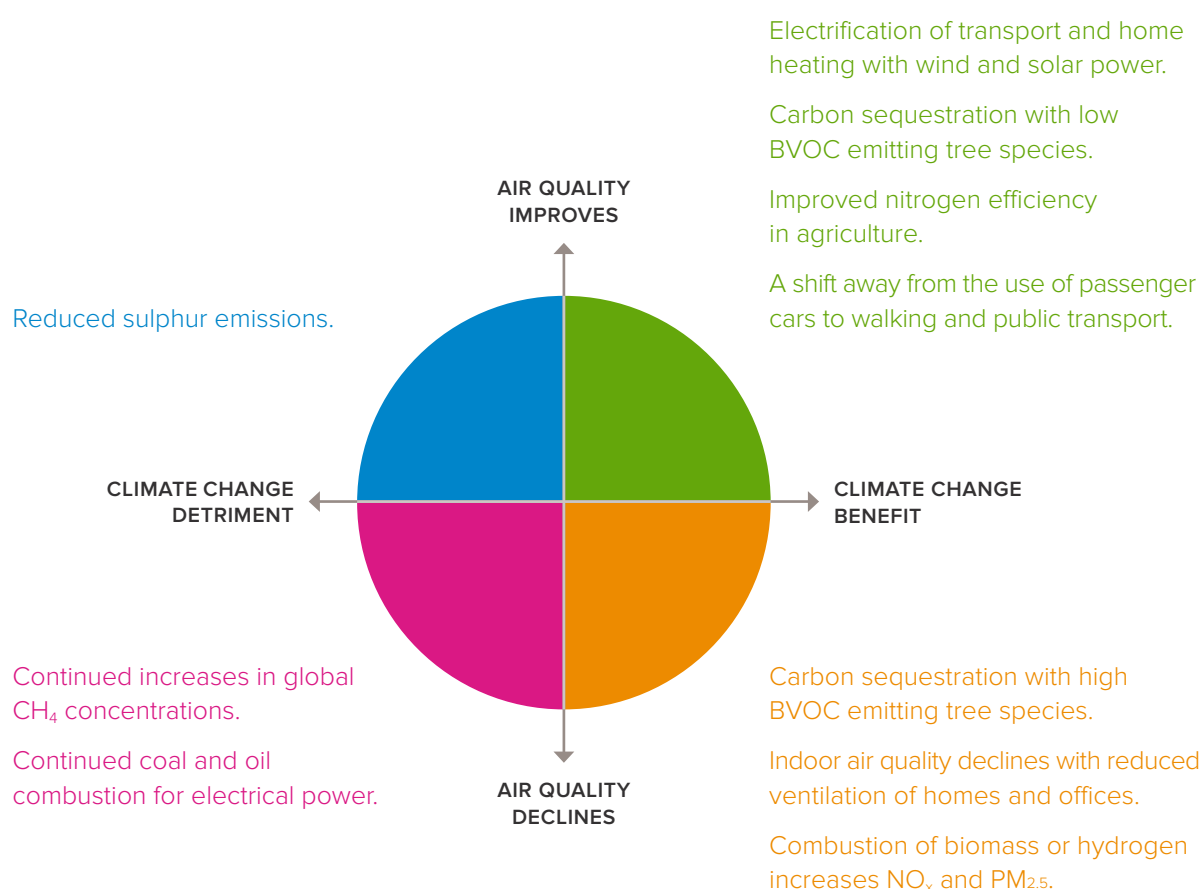 Electrification of transport and home
heating with wind and solar power.
Carbon sequestration with low
BVOC emitting tree species.
Improved nitrogen efficiency
in agriculture.
A shift away from the use of passenger
cars to walking and public transport.
AIR QUALITY
IMPROVES
Reduced sulphur emissions.
CLIMATE CHANGE
DETRIMENT
CLIMATE CHANGE
BENEFIT
Continued increases in global
CH₄ concentrations.
Continued coal and oil
combustion for electrical power.
AIR QUALITY
DECLINES
Carbon sequestration with high
BVOC emitting tree species.
Indoor air quality declines with reduced
ventilation of homes and offices.
Combustion of biomass or hydrogen
increases NOₓ and PM₂.₅.